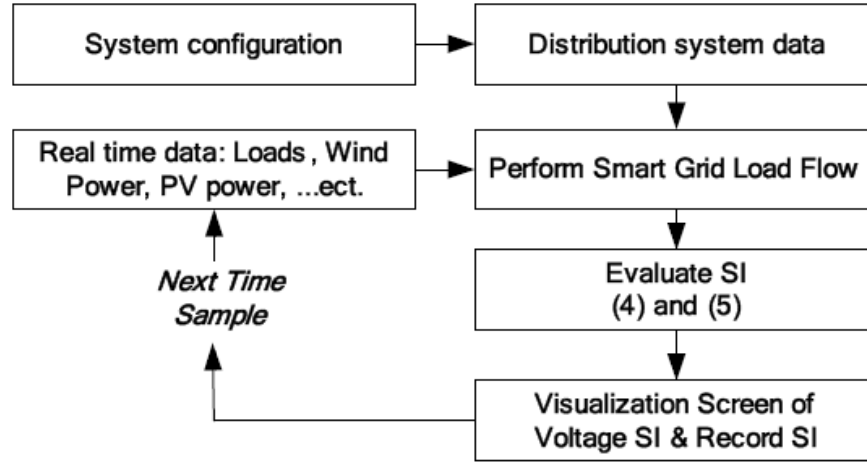 System configuration
Distribution system data
Real time data: Loads , Wind
Power, PV power, ...ect.
Perform Smart Grid Load Flow
Evaluate SI
(4) and (5)
Next Time
Sample
Visualization Screen of
Voltage SI & Record SI